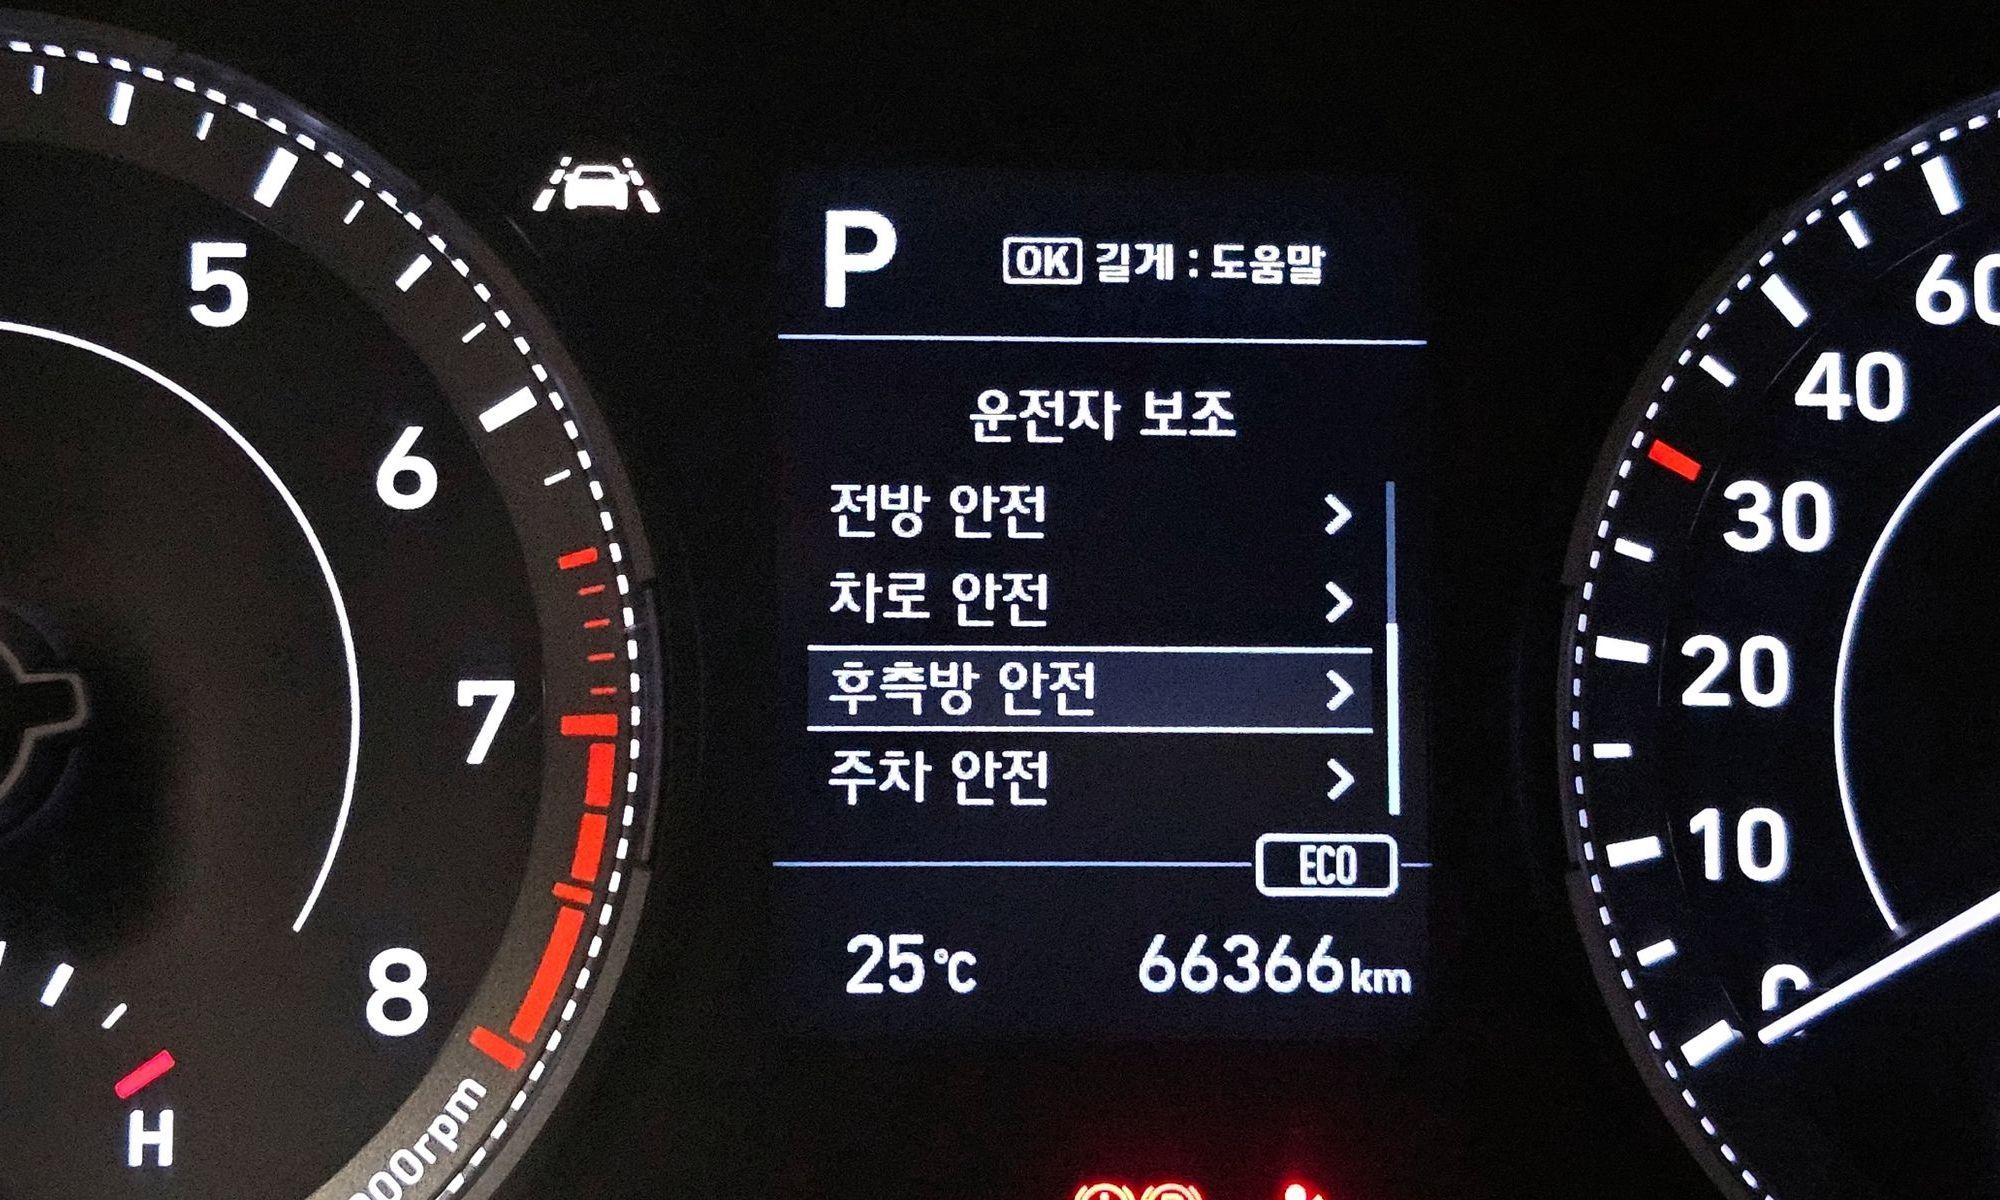 5
6
7
8
H
000rpm
P
OK 길게 : 도움말
운전자 보조
전방 안전
차로 안전
후측방 안전
주차 안전
ECO
25℃ 66366km
60
40
30
20
10
0